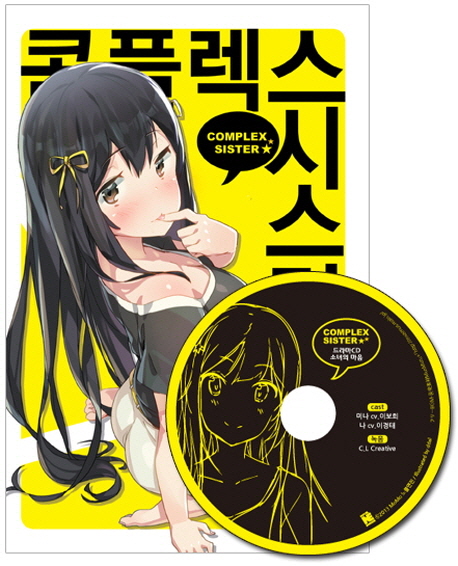 콤플렉스
시스터
COMPLEX
SISTER
COMPLEX
SISTER
드라마CD
소녀의 마음
cast
미나 cv.이보희
나 cv.이경태
녹음
C.L Creative